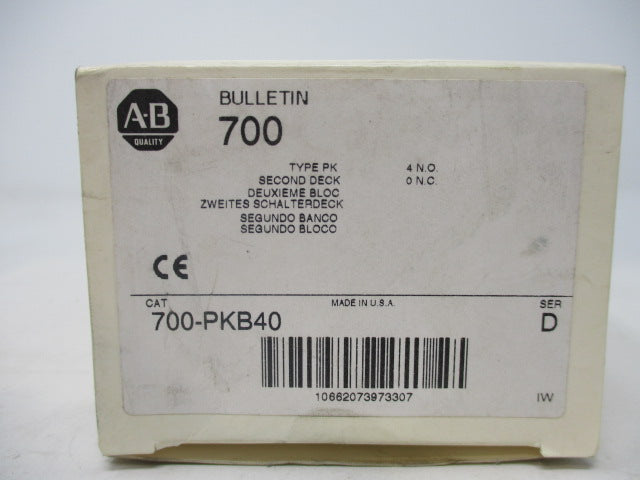 A-B
QUALITY
BULLETIN
700
TYPE PK 4 N.O.
SECOND DECK 0 N.C.
DEUXIEME BLOC
ZWEITES SCHALTERDECK
SEGUNDO BANCO
SEGUNDO BLOCO
CE
CAT MADE IN U.S.A. SER
700-PKB40 D
10662073973307
IW